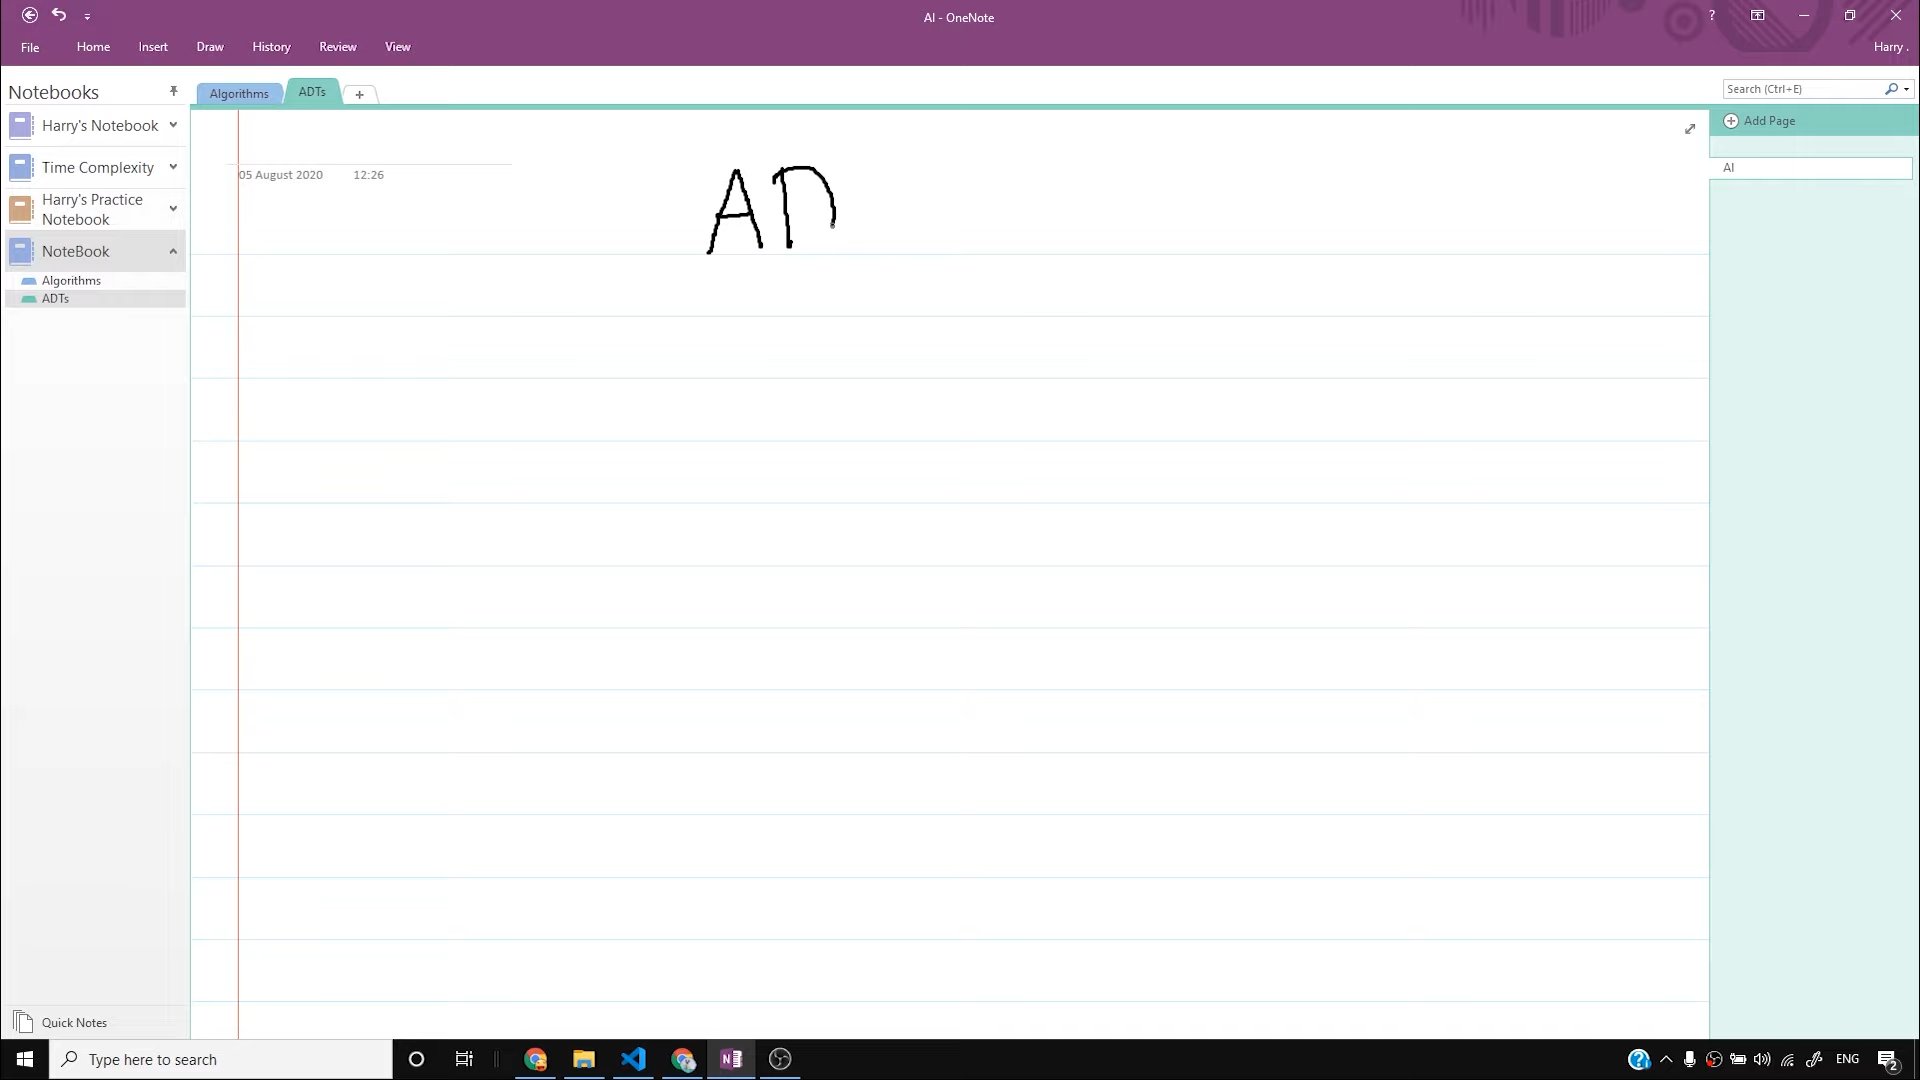 AI - OneNote
?
File Home Insert Draw History Review View Harry .
Notebooks
Algorithms ADTs +
Search (Ctrl+E)
Harry's Notebook
Time Complexity
Harry's Practice
Notebook
NoteBook
Algorithms
ADTs
Quick Notes
05 August 2020 12:26
AD
Add Page
AI
Type here to search
ENG
2